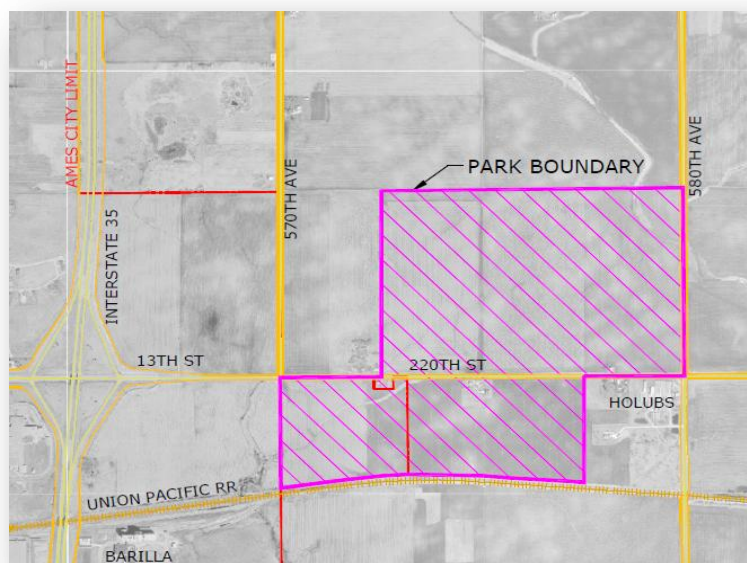 AMES CITY LIMIT
INTERSTATE 35
570TH AVE
PARK BOUNDARY
580TH AVE
13TH ST
220TH ST
HOLUBS
UNION PACIFIC RR
BARILLA